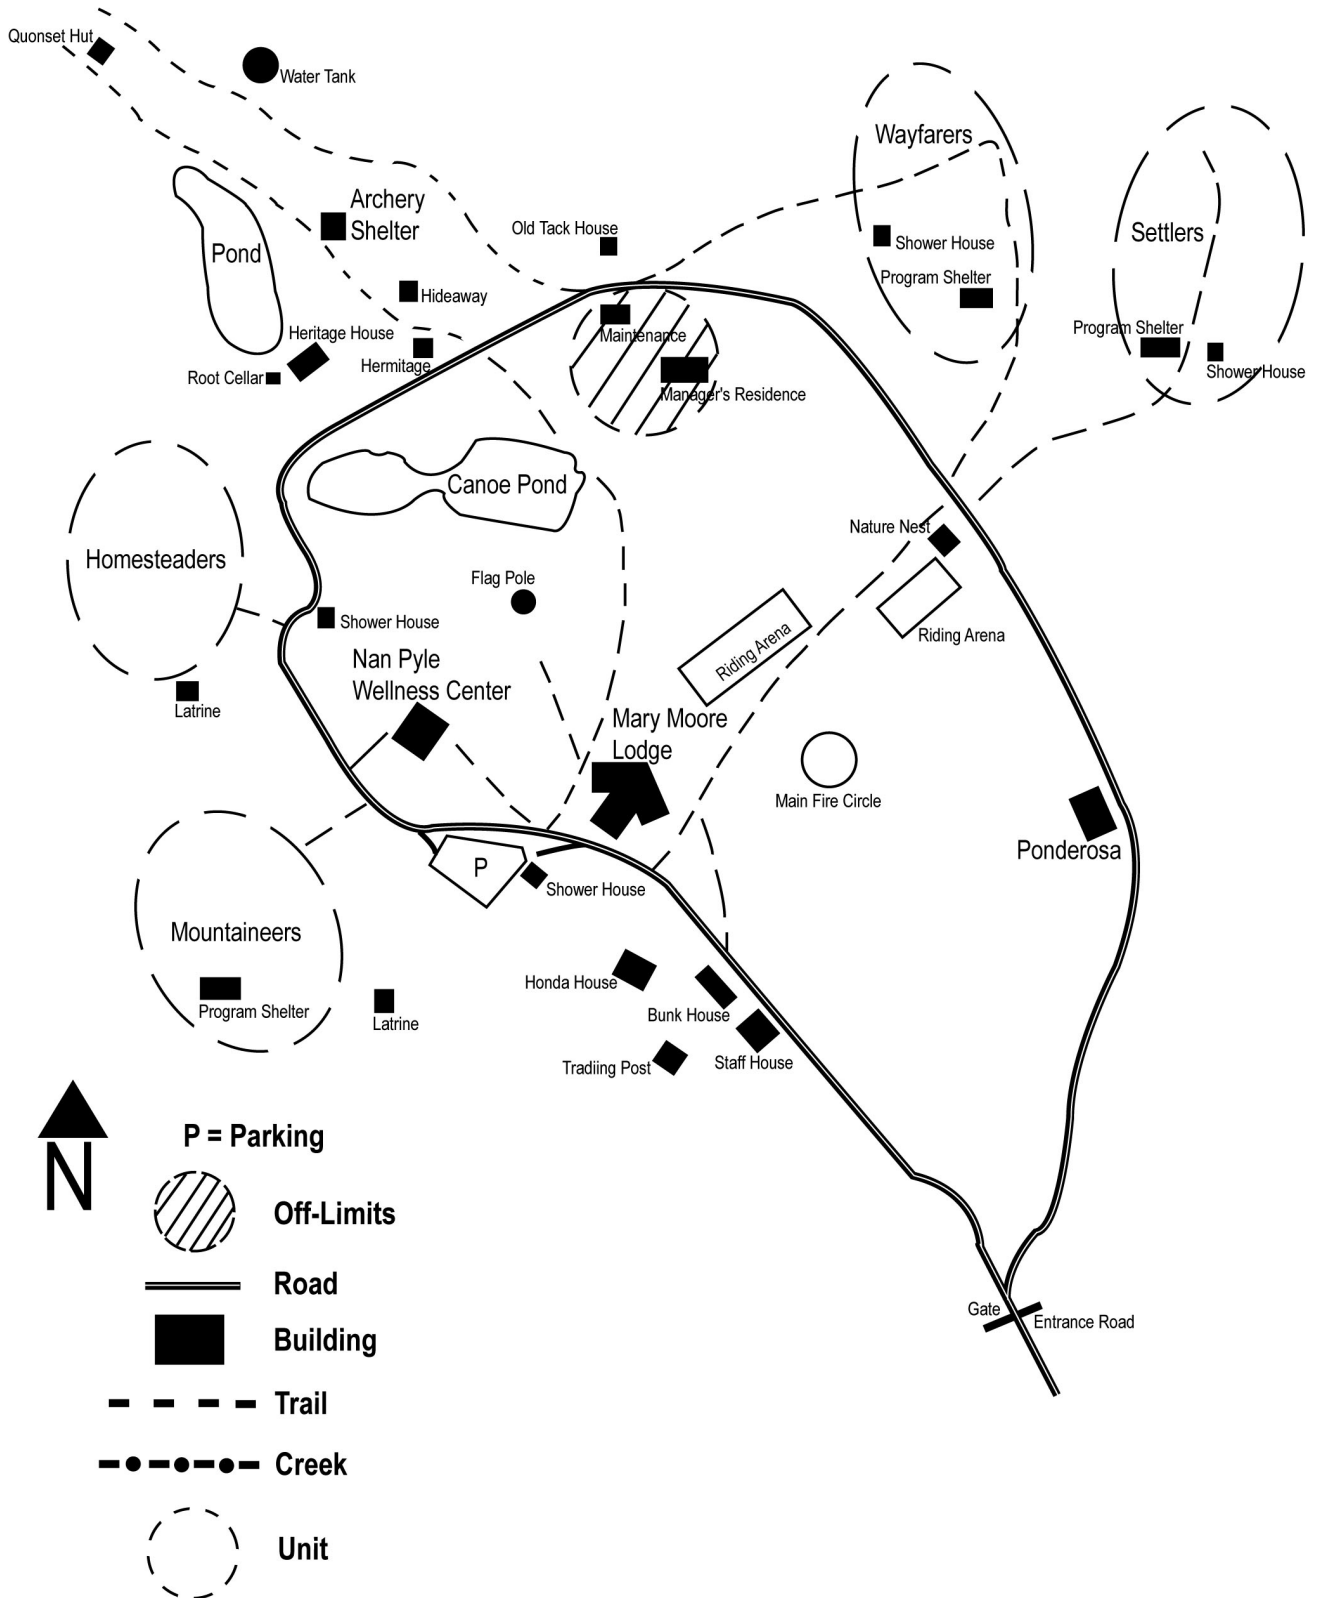 Quonset Hut
Water Tank
Wayfarers
Archery
Shelter
Pond
Old Tack House
Shower House
Settlers
Program Shelter
Hideaway
Heritage House
Maintenance
Program Shelter
Hermitage
Root Cellar
Shower House
Manager's Residence
Canoe Pond
Nature Nest
Homesteaders
Flag Pole
Shower House
Riding Arena
Riding Arena
Nan Pyle
Wellness Center
Latrine
Mary Moore
Lodge
Main Fire Circle
Ponderosa
P
Shower House
Mountaineers
Honda House
Program Shelter
Latrine
Bunk House
Tradiing Post
Staff House
N
P = Parking
Off-Limits
Road
Gate
Entrance Road
Building
Trail
Creek
Unit